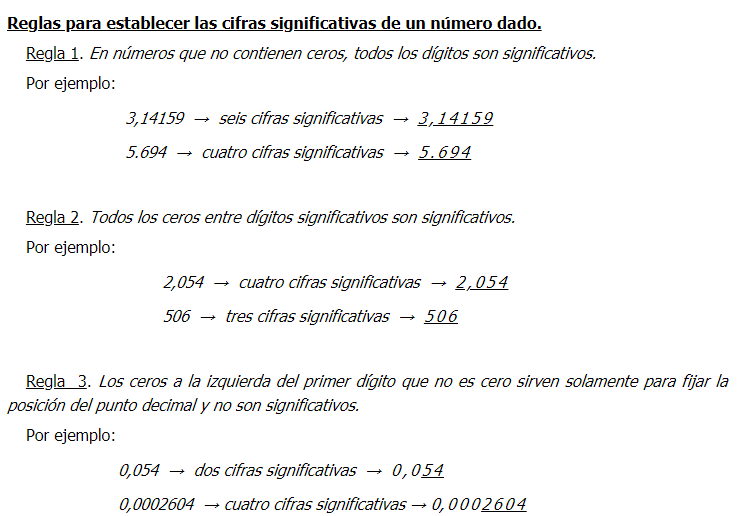 Reglas para establecer las cifras significativas de un número dado.
Regla 1. En números que no contienen ceros, todos los dígitos son significativos.
Por ejemplo:
3,14159 → seis cifras significativas → 3,14159
5.694 → cuatro cifras significativas → 5.694
Regla 2. Todos los ceros entre dígitos significativos son significativos.
Por ejemplo:
2,054 → cuatro cifras significativas → 2,054
506 → tres cifras significativas → 506
Regla 3. Los ceros a la izquierda del primer dígito que no es cero sirven solamente para fijar la
posición del punto decimal y no son significativos.
Por ejemplo:
0,054 → dos cifras significativas → 0,054
0,0002604 → cuatro cifras significativas → 0,0002604